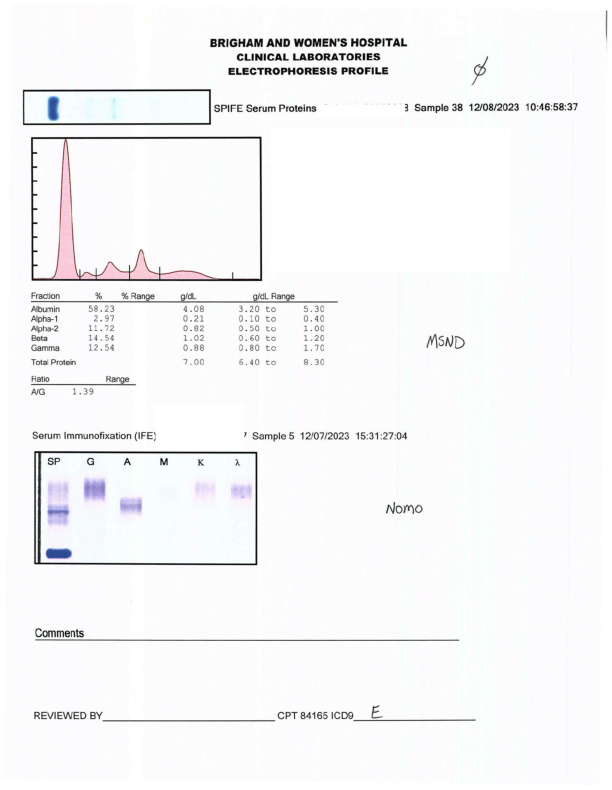 BRIGHAM AND WOMEN'S HOSPITAL
CLINICAL LABORATORIES
ELECTROPHORESIS PROFILE
ϕ
SPIFE Serum Proteins 3 Sample 38 12/08/2023 10:46:58:37
Fraction % % Range g/dL g/dL Range
Albumin 58.23 4.08 3.20 to 5.30
Alpha-1 2.97 0.21 0.10 to 0.40
Alpha-2 11.72 0.82 0.50 to 1.00
Beta 14.54 1.02 0.60 to 1.20
Gamma 12.54 0.88 0.80 to 1.70
Total Protein 7.00 6.40 to 8.30
MSND
Ratio Range
A/G 1.39
Serum Immunofixation (IFE) 7 Sample 5 12/07/2023 15:31:27:04
SP G A M K λ
Nomo
Comments
REVIEWED BY CPT 84165 ICD9 E